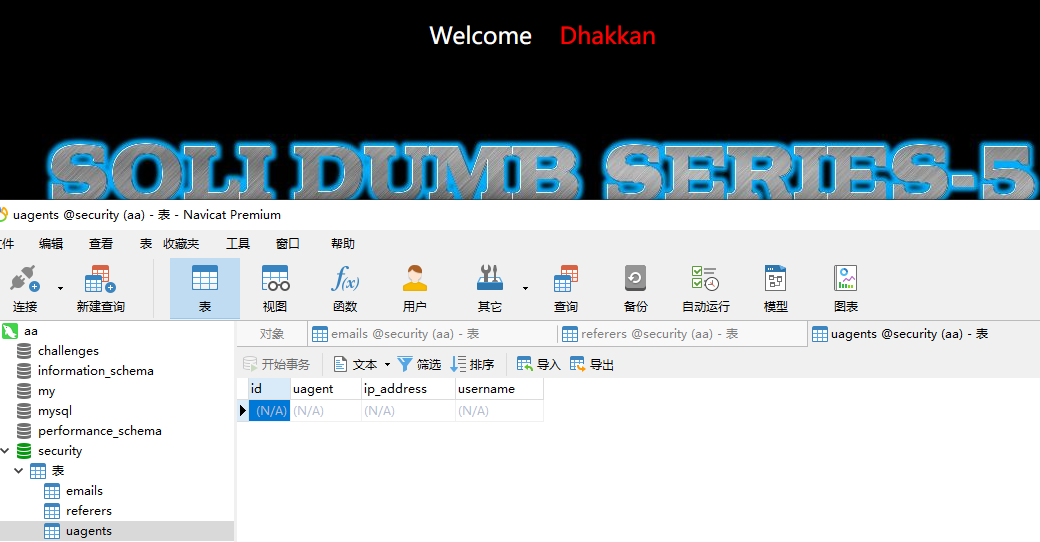 Welcome Dhakkan
SOLI DUMB SERIES-5
uagents @security (aa) - 表 - Navicat Premium
件 编辑 查看 表 收藏夹 工具 窗口 帮助
f(x)
连接 新建查询 表 视图 函数 用户 其它 查询 备份 自动运行 模型 图表
aa
对象 emails @security (aa) - 表 referers @security (aa) - 表 uagents @security (aa) - 表
challenges
开始事务 文本 筛选 排序 导入 导出
information_schema
id uagent ip_address username
my
(N/A) (N/A) (N/A) (N/A)
mysql
performance_schema
security
表
emails
referers
uagents